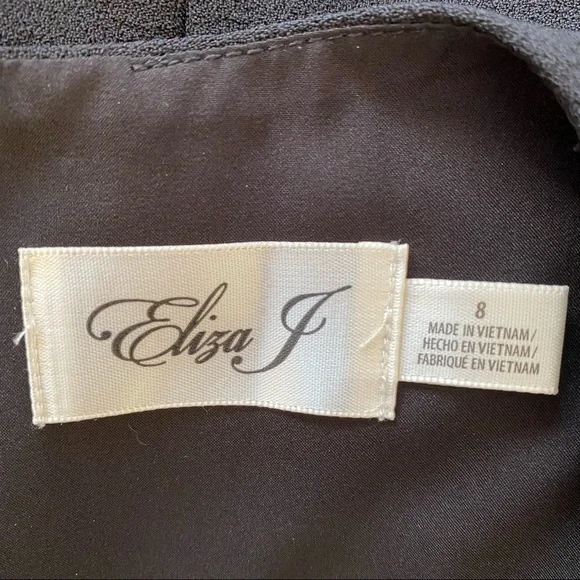 Eliza J
8
MADE IN VIETNAM/
HECHO EN VIETNAM/
FABRIQUÉ EN VIETNAM